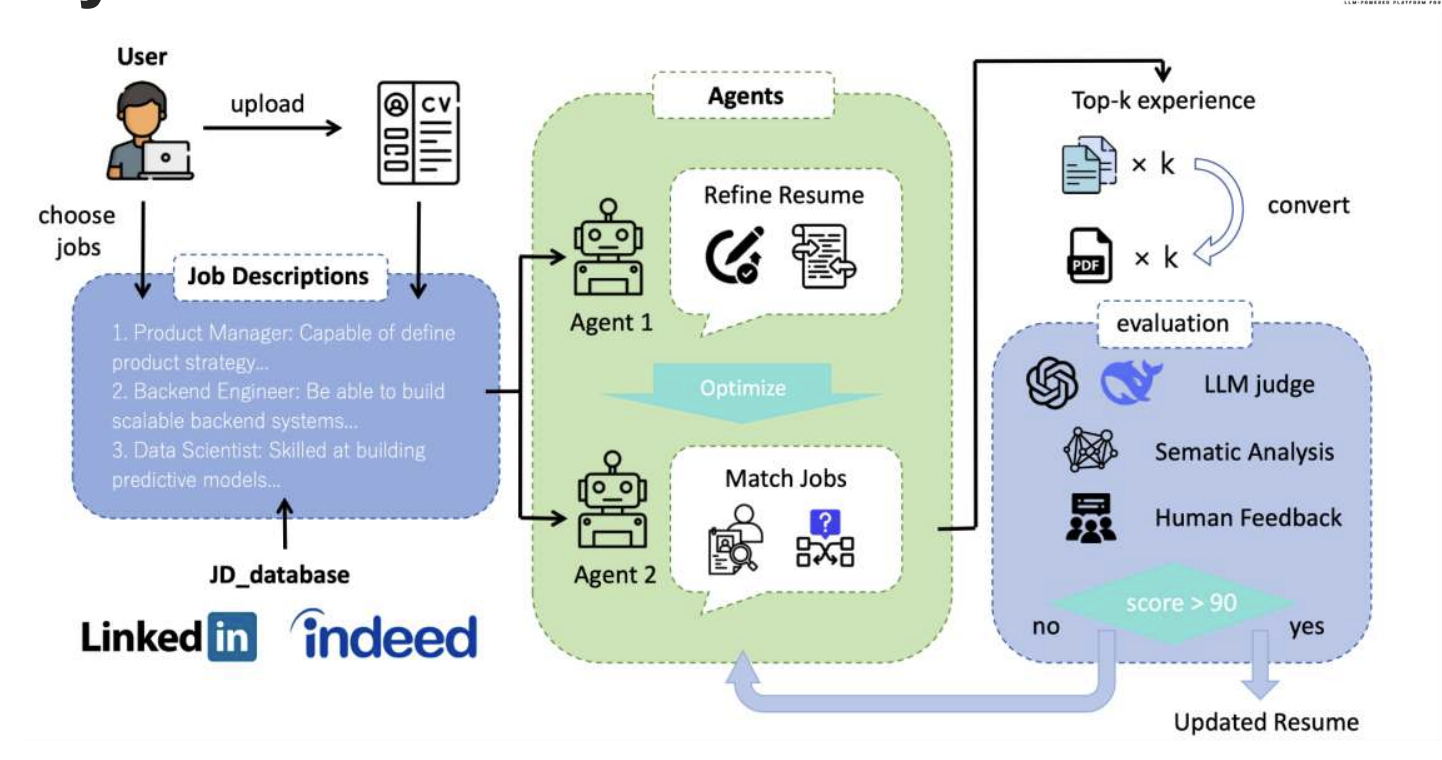 LLM-POWERED PLATFORM FOR
User
upload
CV
choose
jobs
Job Descriptions
1. Product Manager: Capable of define
product strategy...
2. Backend Engineer: Be able to build
scalable backend systems...
3. Data Scientist: Skilled at building
predictive models...
JD_database
Linked in
indeed
Agents
Refine Resume
Agent 1
Optimize
Match Jobs
?
Agent 2
Top-k experience
× k
convert
PDF
× k
evaluation
LLM judge
Sematic Analysis
Human Feedback
score > 90
no
yes
Updated Resume